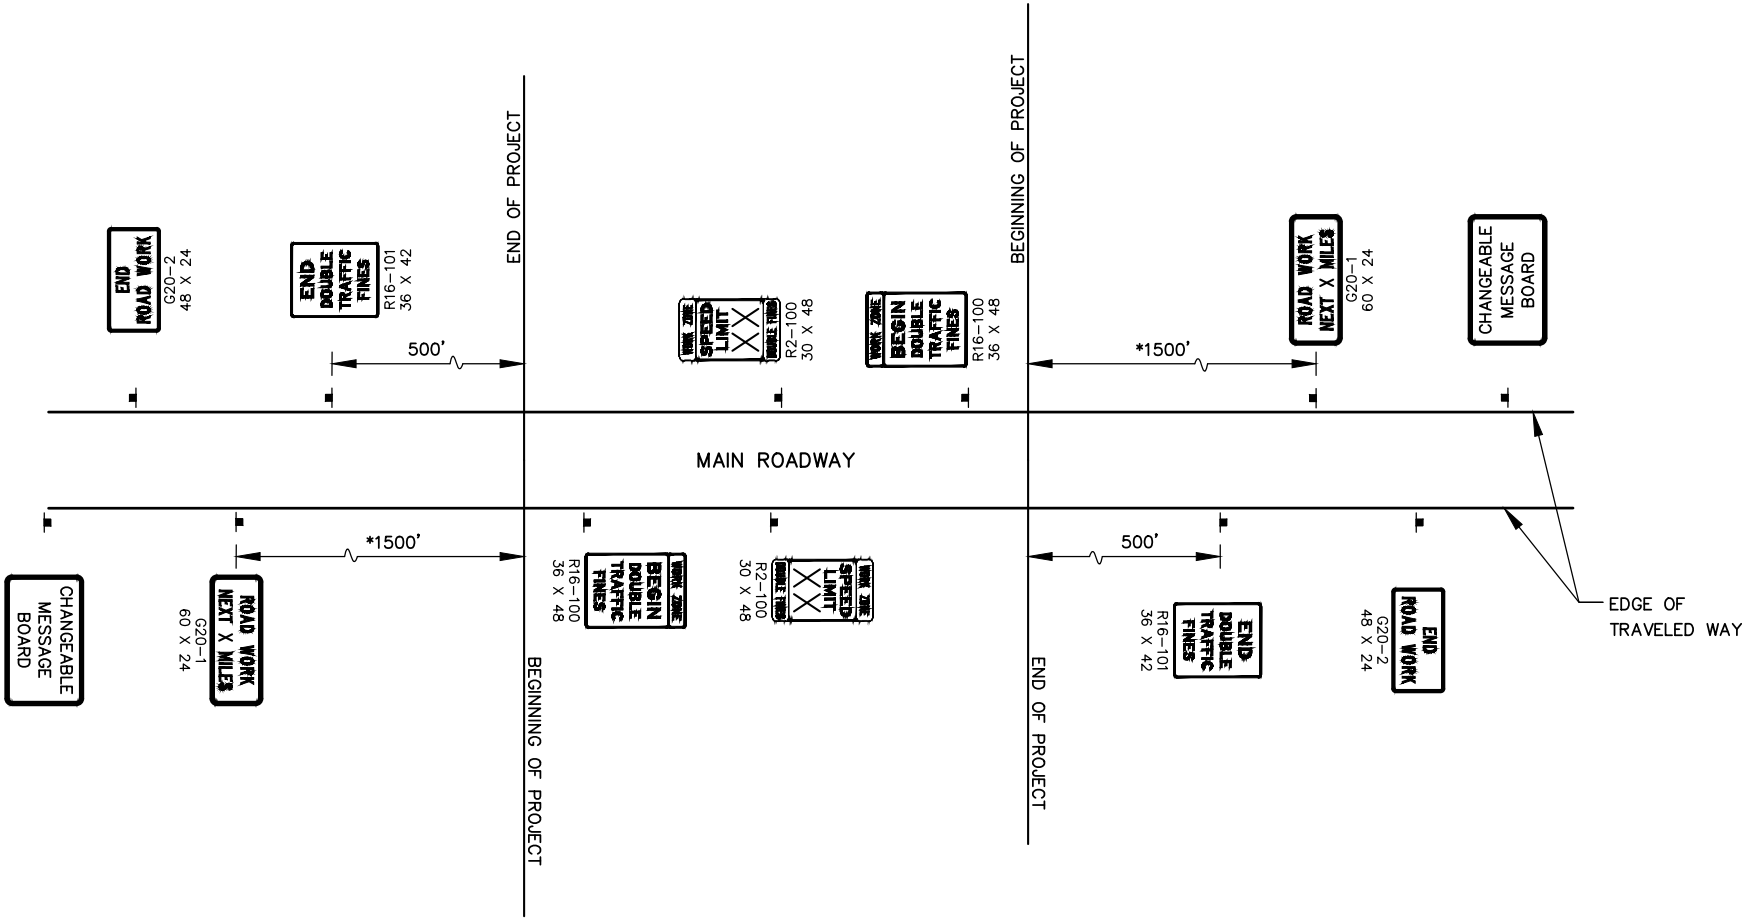 END OF PROJECT
BEGINNING OF PROJECT
END
ROAD WORK
G20-2
48 X 24
END
DOUBLE
TRAFFIC
FINES
R16-101
36 X 42
WORK ZONE
SPEED
LIMIT
XX
DOUBLE FINES
R2-100
30 X 48
WORK ZONE
BEGIN
DOUBLE
TRAFFIC
FINES
R16-100
36 X 48
ROAD WORK
NEXT X MILES
G20-1
60 X 24
CHANGEABLE
MESSAGE
BOARD
500'
*1500'
MAIN ROADWAY
*1500'
500'
CHANGEABLE
MESSAGE
BOARD
ROAD WORK
NEXT X MILES
G20-1
60 X 24
WORK ZONE
BEGIN
DOUBLE
TRAFFIC
FINES
R16-100
36 X 48
WORK ZONE
SPEED
LIMIT
XX
DOUBLE FINES
R2-100
30 X 48
END
DOUBLE
TRAFFIC
FINES
R16-101
36 X 42
END
ROAD WORK
G20-2
48 X 24
EDGE OF
TRAVELED WAY
BEGINNING OF PROJECT
END OF PROJECT